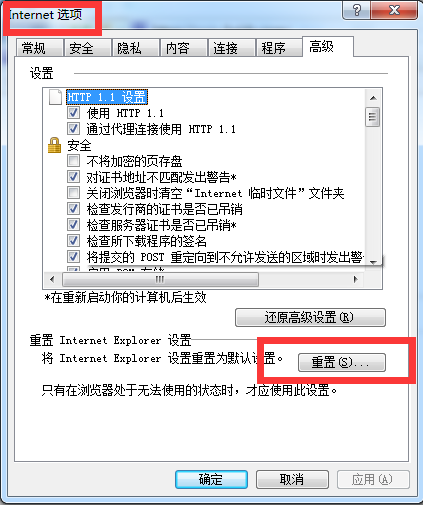 Internet 选项
常规 安全 隐私 内容 连接 程序 高级
设置
HTTP 1.1 设置
使用 HTTP 1.1
通过代理连接使用 HTTP 1.1
安全
不将加密的页存盘
对证书地址不匹配发出警告*
关闭浏览器时清空“Internet 临时文件”文件夹
检查发行商的证书是否已吊销
检查服务器证书是否已吊销*
检查所下载程序的签名
将提交的 POST 重定向到不允许发送的区域时发出警
启用 DOM 存储
*在重新启动你的计算机后生效
还原高级设置(R)
重置 Internet Explorer 设置
将 Internet Explorer 设置重置为默认设置。
重置(S)...
只有在浏览器处于无法使用的状态时，才应使用此设置。
确定 取消 应用(A)